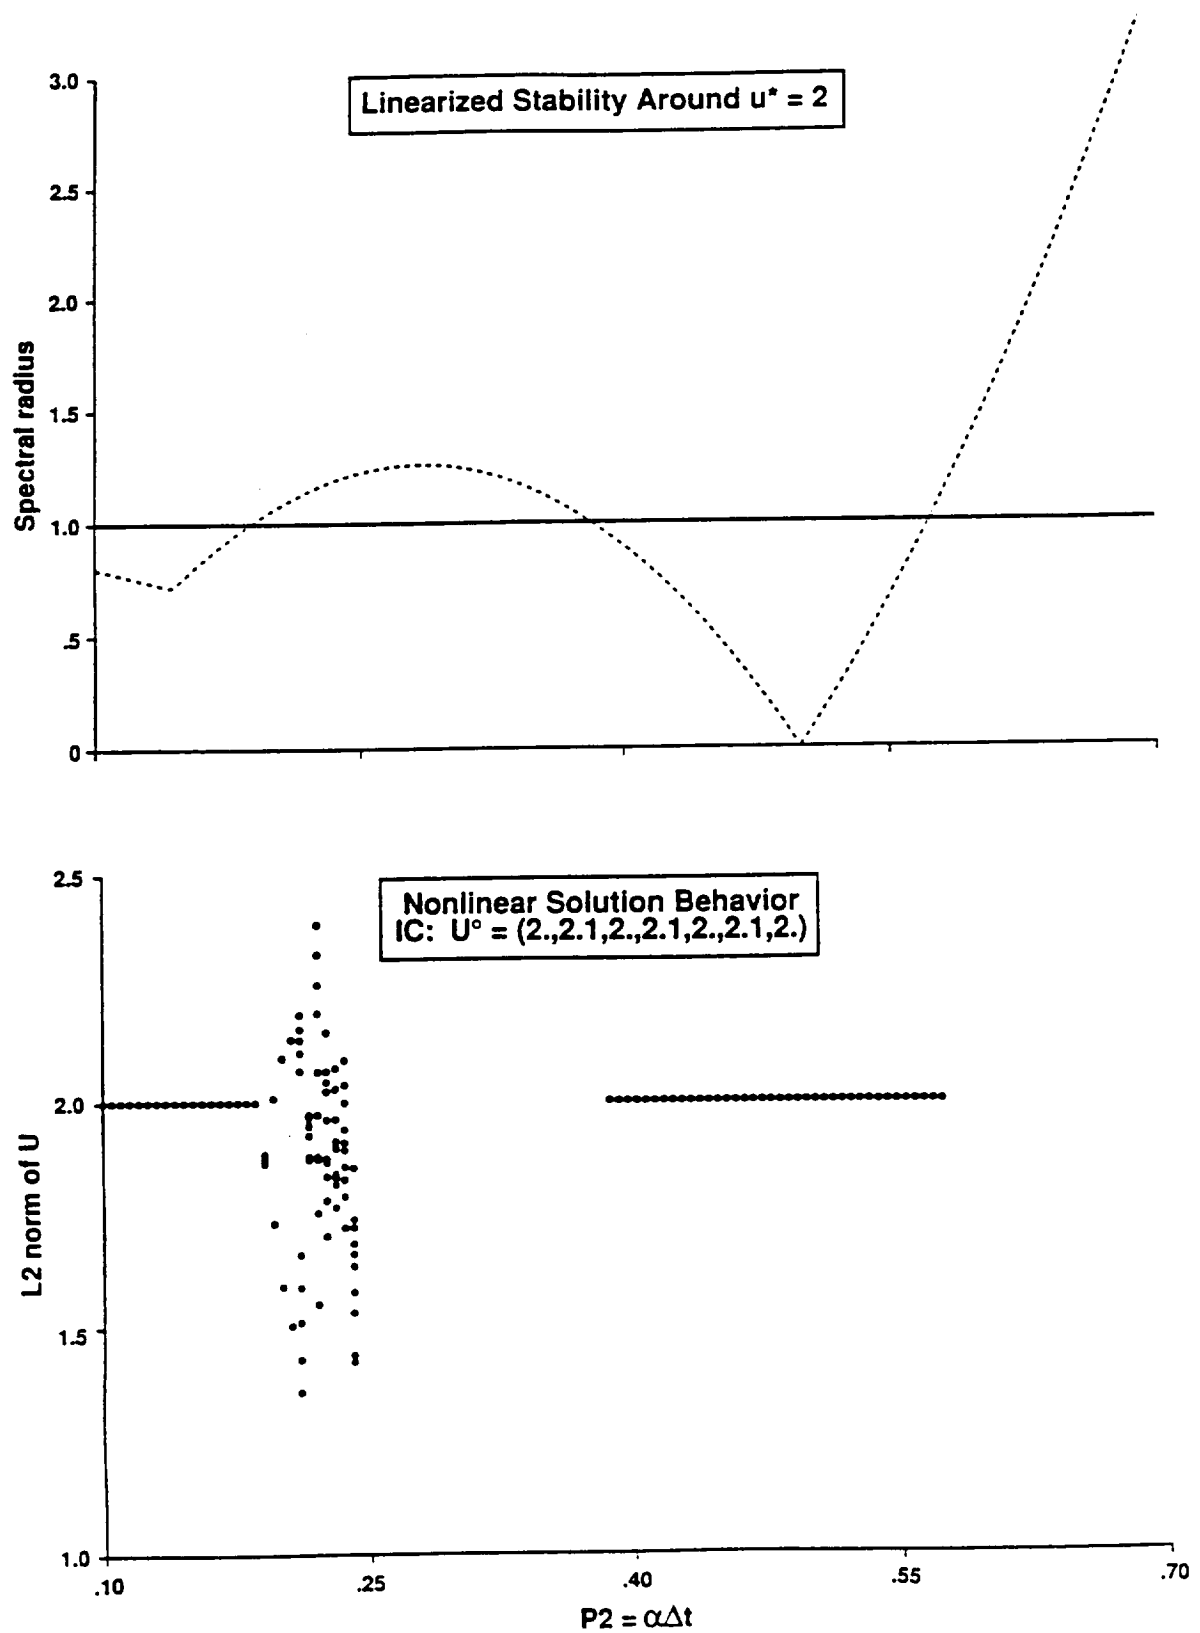 Linearized Stability Around u* = 2
3.0
2.5
2.0
1.5
1.0
.5
0
Spectral radius
Nonlinear Solution Behavior
IC: U° = (2.,2.1,2.,2.1,2.,2.1,2.)
2.5
2.0
1.5
1.0
L2 norm of U
.10
.25
.40
.55
.70
P2 = αΔt